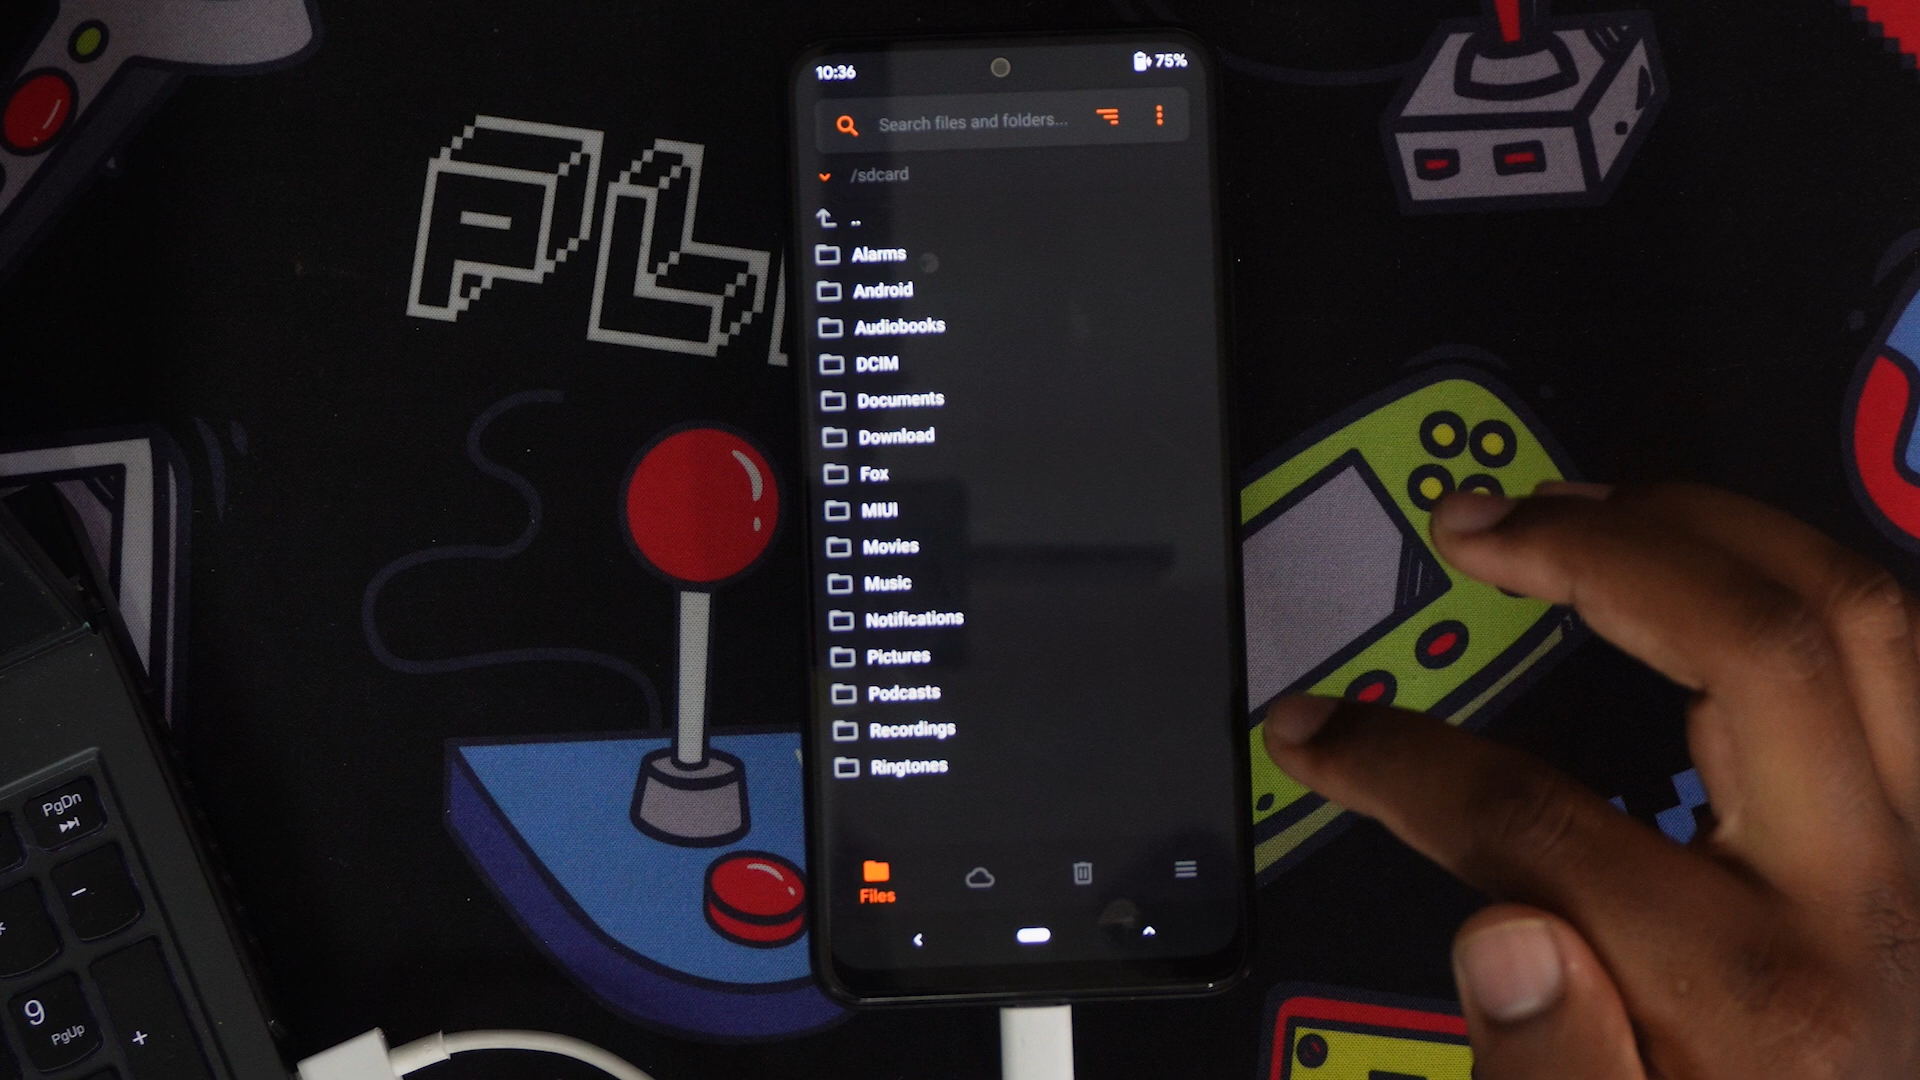 10:36
75%
Search files and folders...
/sdcard
..
Alarms
Android
Audiobooks
DCIM
Documents
Download
Fox
MIUI
Movies
Music
Notifications
Pictures
Podcasts
Recordings
Ringtones
Files
PL
PgDn
-
9
PgUp
+